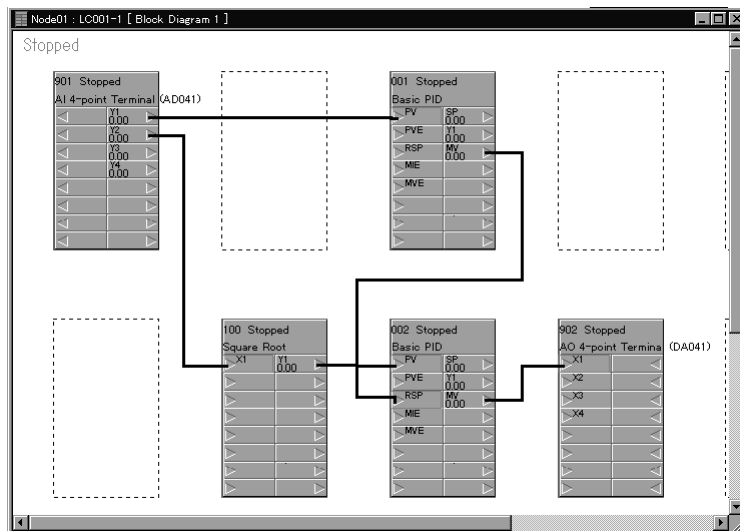 Node01 : LC001-1 [ Block Diagram 1 ]
Stopped
901 Stopped
AI 4-point Terminal (AD041)
Y1
0.00
Y2
0.00
Y3
0.00
Y4
0.00
001 Stopped
Basic PID
PV SP
0.00
PVE Y1
0.00
RSP MV
0.00
MIE
MVE
100 Stopped
Square Root
X1 Y1
0.00
002 Stopped
Basic PID
PV SP
0.00
PVE Y1
0.00
RSP MV
0.00
MIE
MVE
902 Stopped
AO 4-point Termina (DA041)
X1
X2
X3
X4